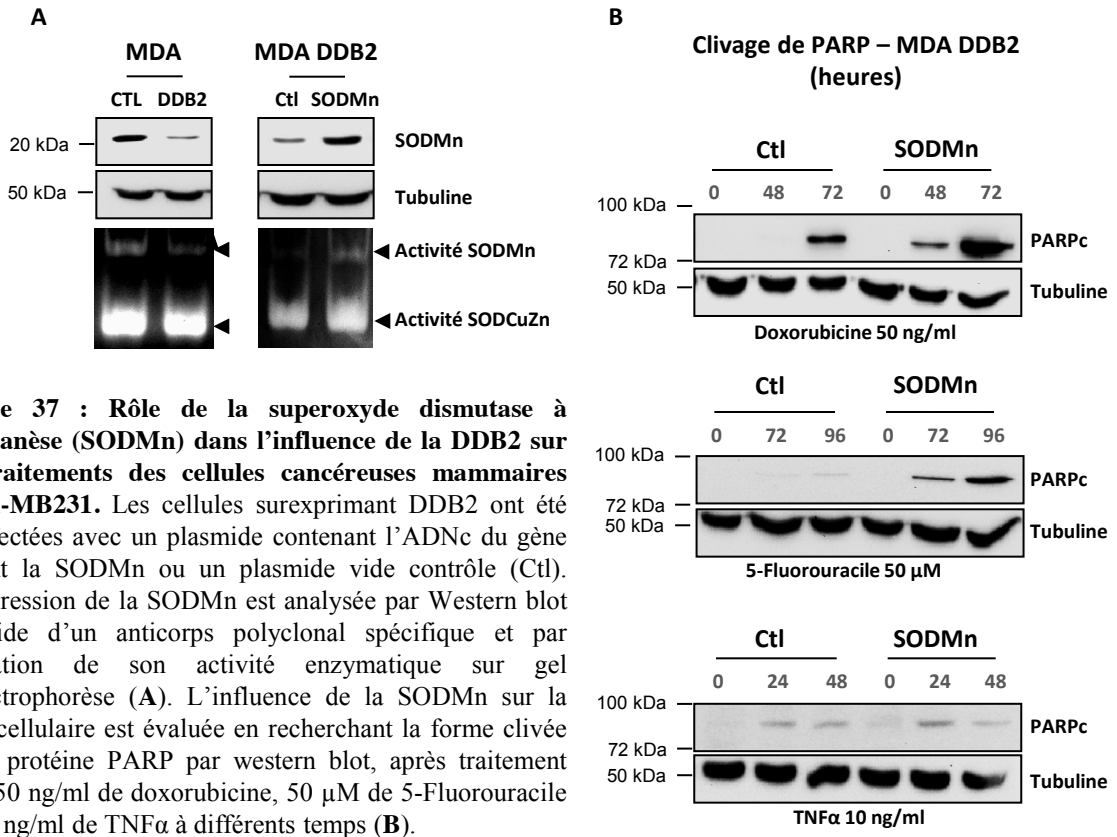 A
MDA MDA DDB2
CTL DDB2 Ctl SODMn
20 kDa SODMn
50 kDa Tubuline
Activité SODMn
Activité SODCuZn
e 37 : Rôle de la superoxyde dismutase à
anèse (SODMn) dans l’influence de la DDB2 sur
raitements des cellules cancéreuses mammaires
-MB231. Les cellules surexprimant DDB2 ont été
ectées avec un plasmide contenant l’ADNc du gène
t la SODMn ou un plasmide vide contrôle (Ctl).
ression de la SODMn est analysée par Western blot
ide d’un anticorps polyclonal spécifique et par
ation de son activité enzymatique sur gel
ctrophorèse (A). L’influence de la SODMn sur la
cellulaire est évaluée en recherchant la forme clivée
protéine PARP par western blot, après traitement
50 ng/ml de doxorubicine, 50 µM de 5-Fluorouracile
ng/ml de TNFα à différents temps (B).
B
Clivage de PARP – MDA DDB2
(heures)
Ctl SODMn
0 48 72 0 48 72
100 kDa
PARPc
72 kDa
50 kDa Tubuline
Doxorubicine 50 ng/ml
Ctl SODMn
0 72 96 0 72 96
100 kDa
PARPc
72 kDa
50 kDa Tubuline
5-Fluorouracile 50 µM
Ctl SODMn
0 24 48 0 24 48
100 kDa
PARPc
72 kDa
50 kDa Tubuline
TNFα 10 ng/ml